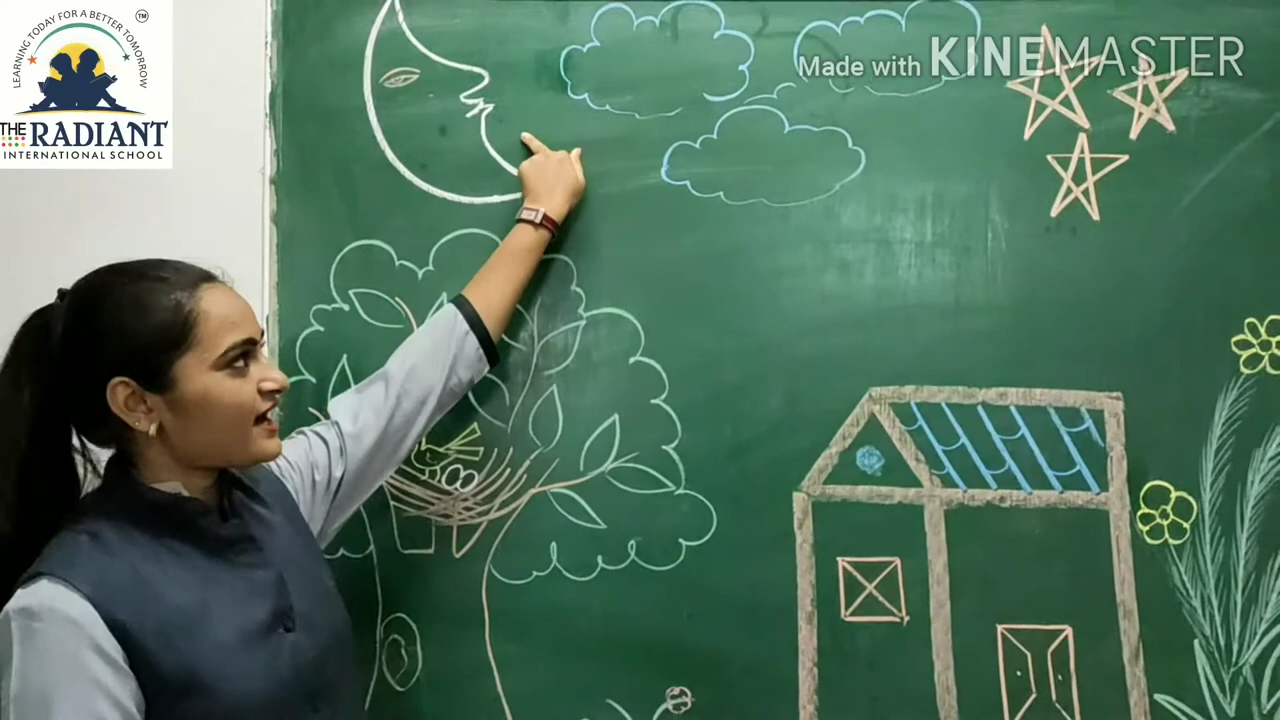 LEARNING TODAY FOR A BETTER TOMORROW
TM
THE RADIANT
INTERNATIONAL SCHOOL
Made with KINEMASTER